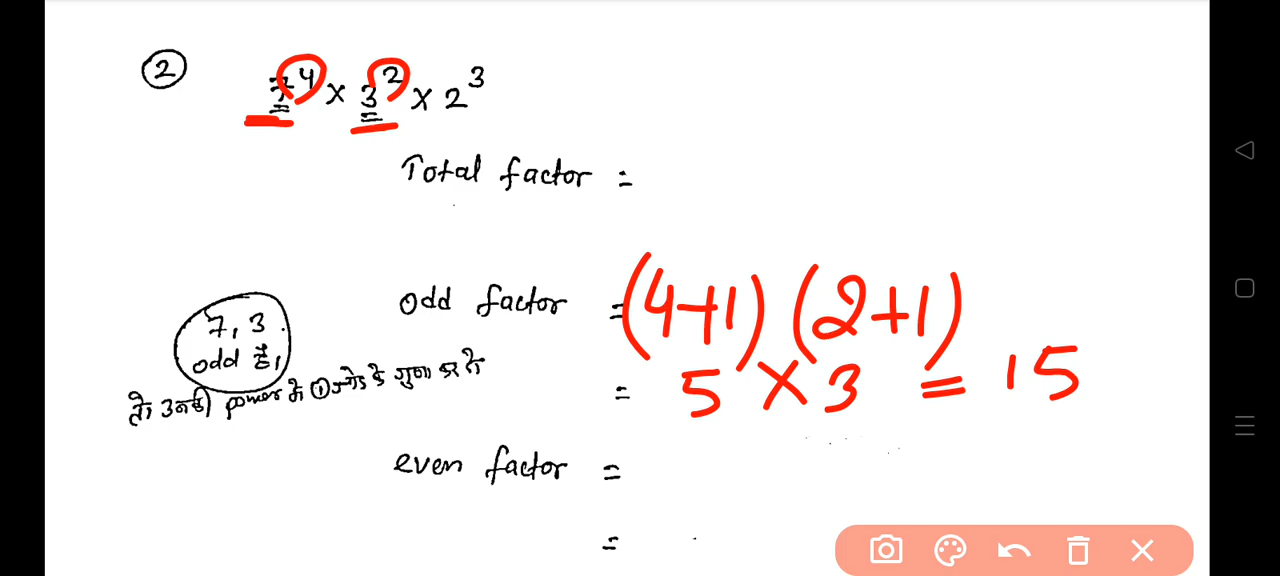 ②
7⁴ × 3² × 2³
Total factor =
odd factor = (4+1) (2+1)
= 5 × 3 = 15
7, 3
odd है,
तो उनकी power में ① जोड़ के गुणा कर ले
even factor =
=